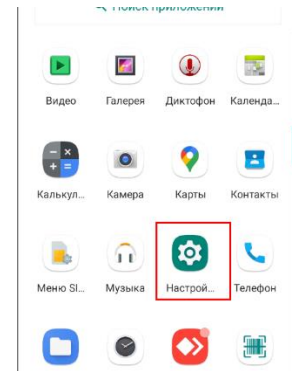 Поиск приложений
Видео Галерея Диктофон Календа...
Калькул... Камера Карты Контакты
Меню SI... Музыка Настрой... Телефон